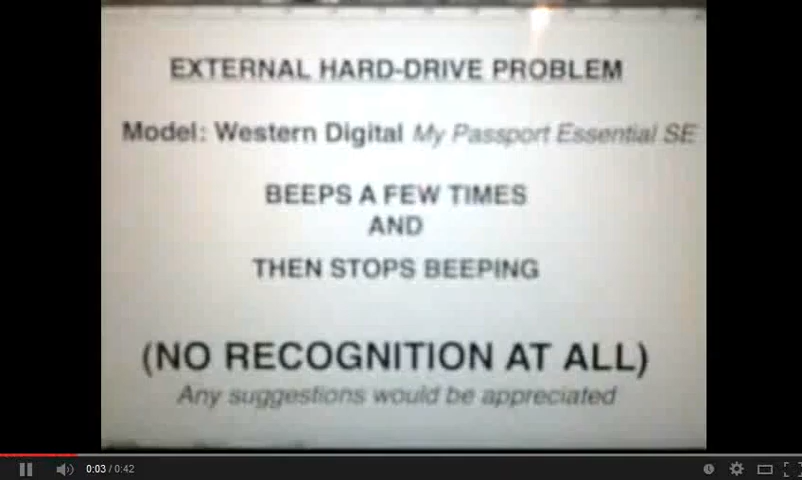 EXTERNAL HARD-DRIVE PROBLEM
Model: Western Digital My Passport Essential SE
BEEPS A FEW TIMES
AND
THEN STOPS BEEPING
(NO RECOGNITION AT ALL)
Any suggestions would be appreciated
0:03 / 0:42